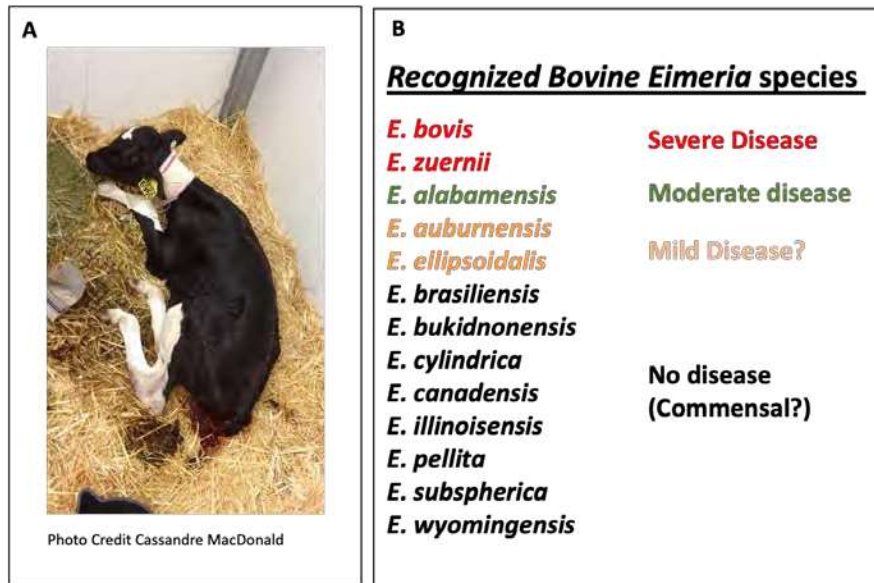 A
Photo Credit Cassandre MacDonald
B
Recognized Bovine Eimeria species
E. bovis
E. zuernii
E. alabamensis
E. auburnensis
E. ellipsoidalis
E. brasiliensis
E. bukidnonensis
E. cylindrica
E. canadensis
E. illinoisensis
E. pellita
E. subspherica
E. wyomingensis
Severe Disease
Moderate disease
Mild Disease?
No disease
(Commensal?)